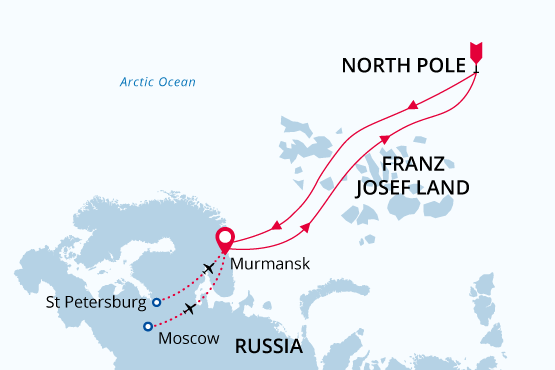 NORTH POLE
Arctic Ocean
FRANZ
JOSEF LAND
Murmansk
St Petersburg
Moscow
RUSSIA